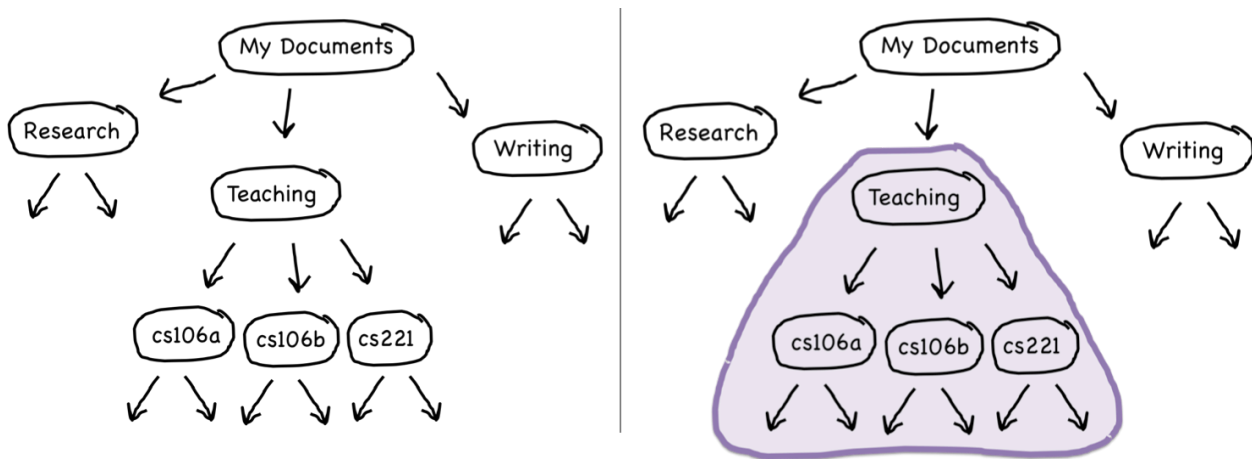 My Documents
Research
Writing
Teaching
cs106a
cs106b
cs221
My Documents
Research
Writing
Teaching
cs106a
cs106b
cs221